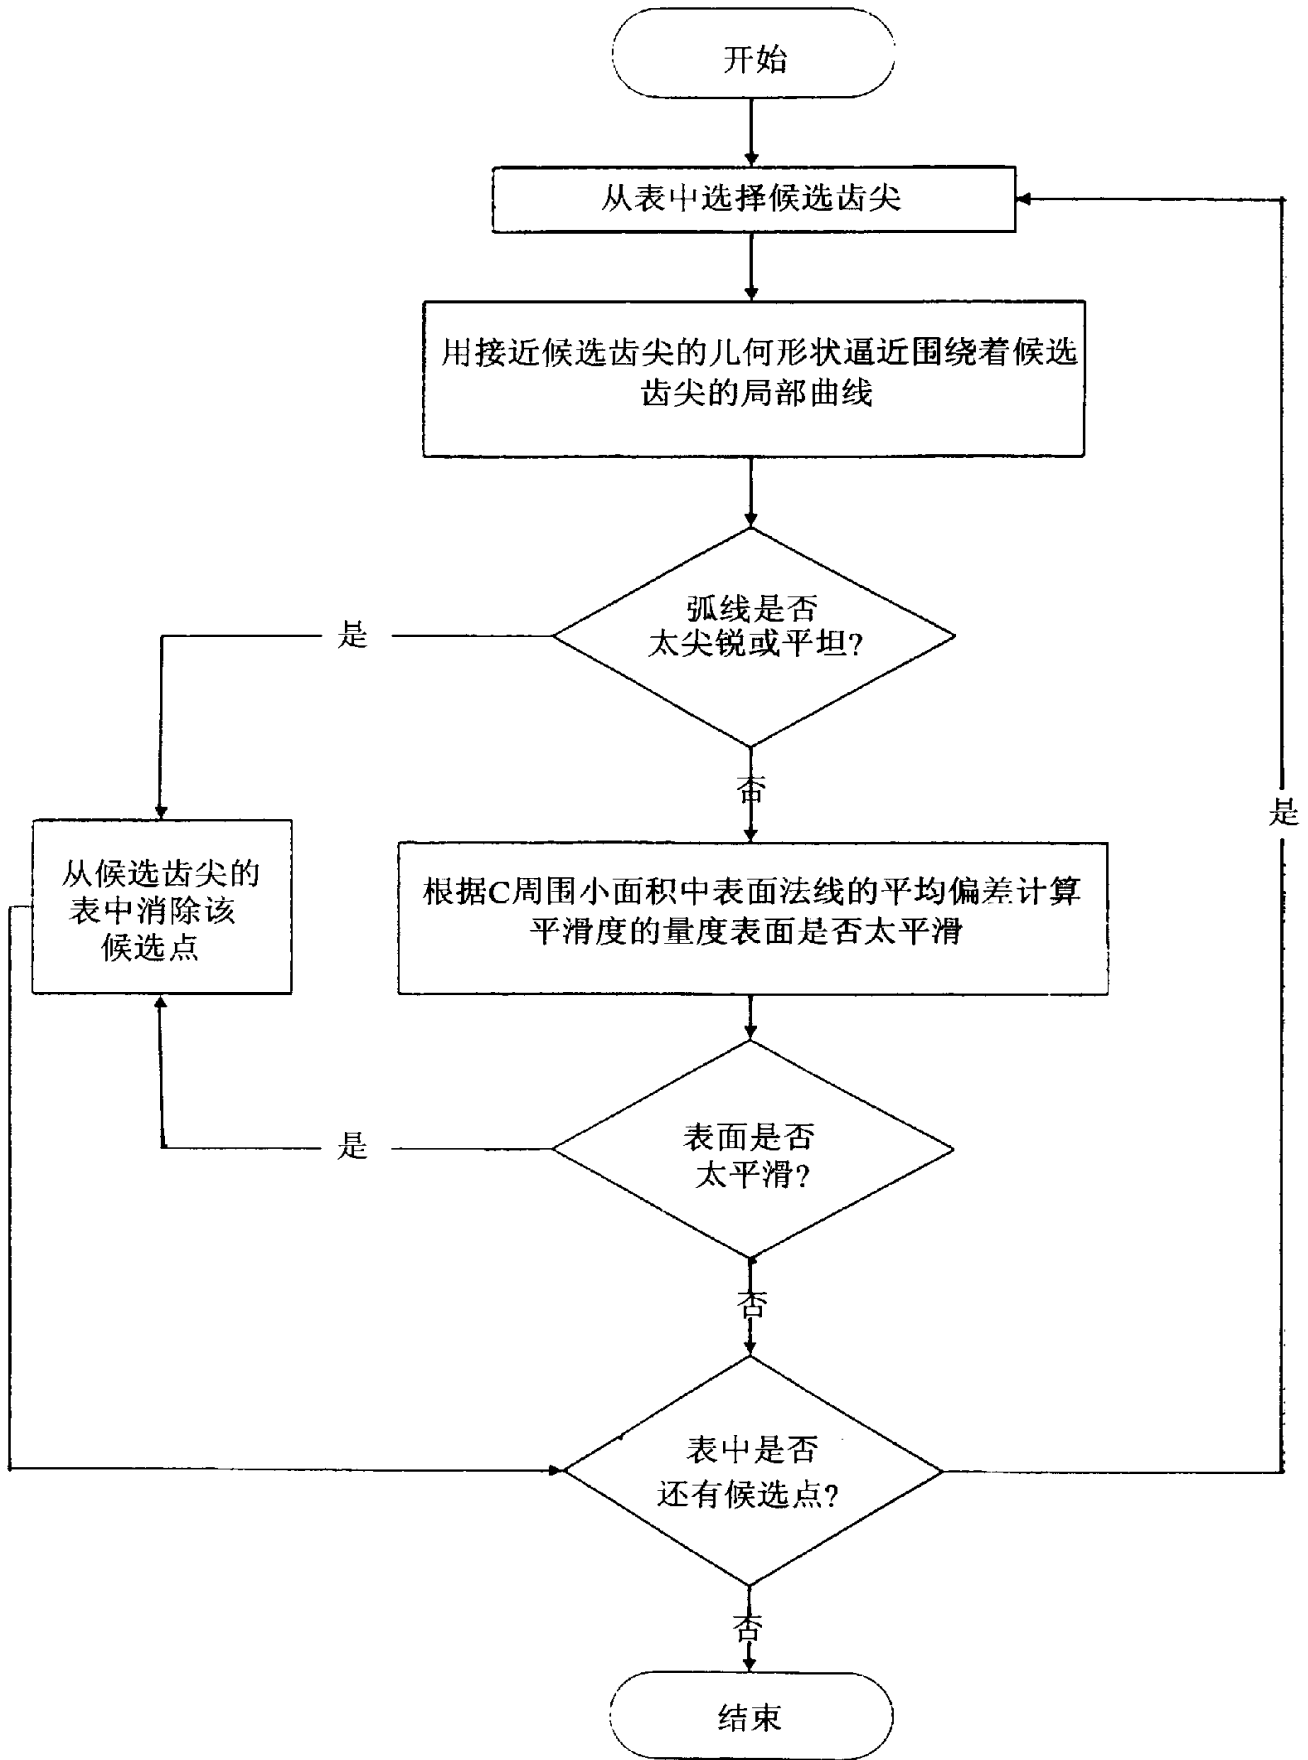 开始
从表中选择候选齿尖
用接近候选齿尖的几何形状逼近围绕着候选
齿尖的局部曲线
弧线是否
太尖锐或平坦?
是
否
是
从候选齿尖的
表中消除该
候选点
根据C周围小面积中表面法线的平均偏差计算
平滑度的量度表面是否太平滑
表面是否
太平滑?
是
否
表中是否
还有候选点?
否
结束